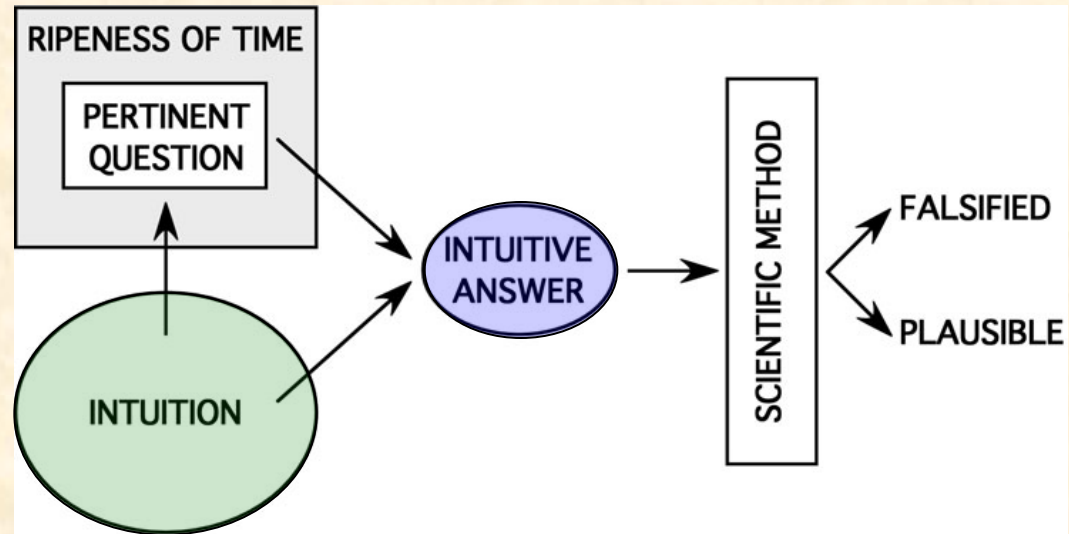 RIPENESS OF TIME
PERTINENT
QUESTION
INTUITION
INTUITIVE
ANSWER
SCIENTIFIC METHOD
FALSIFIED
PLAUSIBLE